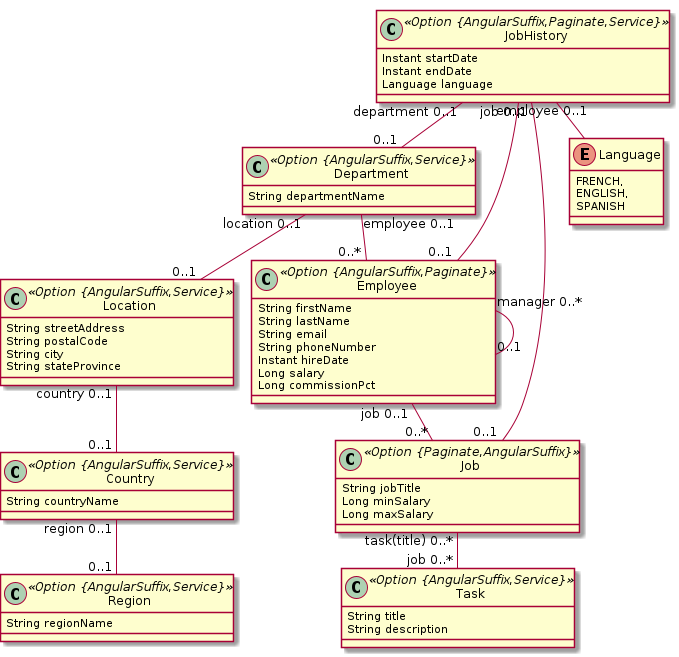 C «Option {AngularSuffix,Paginate,Service}»
JobHistory
Instant startDate
Instant endDate
Language language
department 0..1
job 0..1
employee 0..1
0..1
C «Option {AngularSuffix,Service}»
Department
String departmentName
E Language
FRENCH,
ENGLISH,
SPANISH
location 0..1
employee 0..1
0..1
0..*
0..1
C «Option {AngularSuffix,Service}»
Location
String streetAddress
String postalCode
String city
String stateProvince
C «Option {AngularSuffix,Paginate}»
Employee
String firstName
String lastName
String email
String phoneNumber
Instant hireDate
Long salary
Long commissionPct
manager 0..*
0..1
country 0..1
0..1
job 0..1
0..*
0..1
C «Option {AngularSuffix,Service}»
Country
String countryName
C «Option {Paginate,AngularSuffix}»
Job
String jobTitle
Long minSalary
Long maxSalary
region 0..1
0..1
task(title) 0..*
job 0..*
C «Option {AngularSuffix,Service}»
Region
String regionName
C «Option {AngularSuffix,Service}»
Task
String title
String description